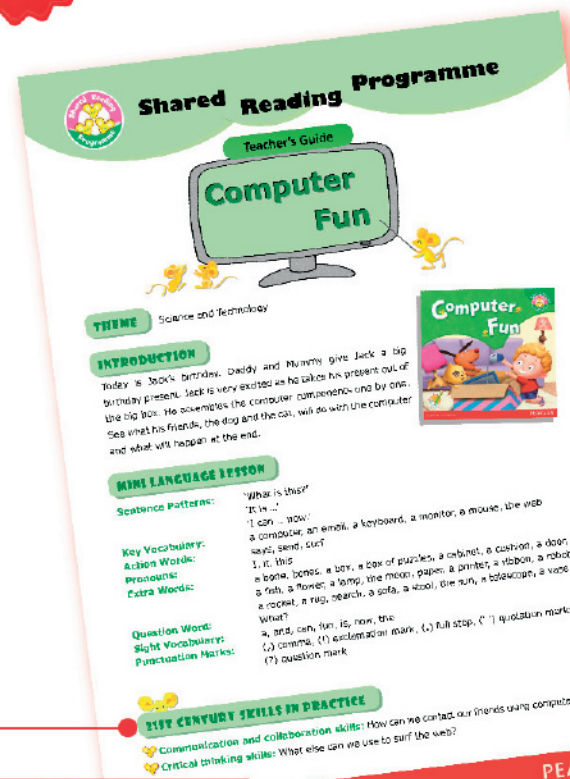 Shared Reading Programme
Shared Reading
Programme
Teacher's Guide
Computer
Fun
THEME Science and Technology
Computer
Fun
INTRODUCTION
Today is Jack's birthday. Daddy and Mummy give Jack a big
birthday present. Jack is very excited as he takes his present out of
the big box. He assembles the computer components one by one.
See what his friends, the dog and the cat, will do with the computer
and what will happen at the end.
MINI LANGUAGE LESSON
Sentence Patterns: 'What is this?'
'It is ...'
'I can ... now.'
Key Vocabulary: a computer, an email, a keyboard, a monitor, a mouse, the web
Action Words: says, send, surf
Pronouns: I, it, this
Extra Words: a bone, bones, a box, a box of puzzles, a cabinet, a cushion, a door,
a fish, a flower, a lamp, the moon, paper, a printer, a ribbon, a robot
a rocket, a rug, search, a sofa, a stool, the sun, a telescope, a vase
Question Word: What?
Sight Vocabulary: a, and, can, fun, is, now, the
Punctuation Marks: (,) comma, (!) exclamation mark, (.) full stop, (' ') quotation mark
(?) question mark
21ST CENTURY SKILLS IN PRACTICE
Communication and collaboration skills: How can we contact our friends using compute
Critical thinking skills: What else can we use to surf the web?
PEA